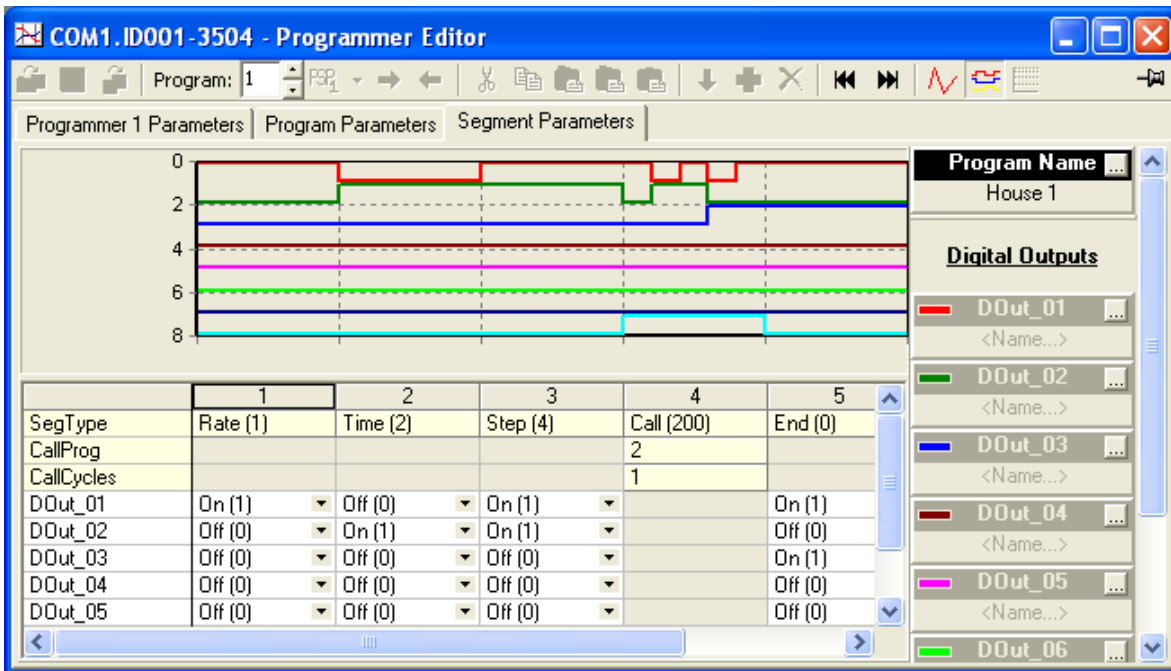 COM1.ID001-3504 - Programmer Editor
Program: 1
Programmer 1 Parameters Program Parameters Segment Parameters
0
2
4
6
8
Program Name ...
House 1
Digital Outputs
DOut_01 ...
<Name...>
DOut_02 ...
<Name...>
DOut_03 ...
<Name...>
DOut_04 ...
<Name...>
DOut_05 ...
<Name...>
DOut_06 ...
1 2 3 4 5
SegType Rate (1) Time (2) Step (4) Call (200) End (0)
CallProg 2
CallCycles 1
DOut_01 On (1) Off (0) On (1) On (1)
DOut_02 Off (0) On (1) On (1) Off (0)
DOut_03 Off (0) Off (0) Off (0) On (1)
DOut_04 Off (0) Off (0) Off (0) Off (0)
DOut_05 Off (0) Off (0) Off (0) Off (0)